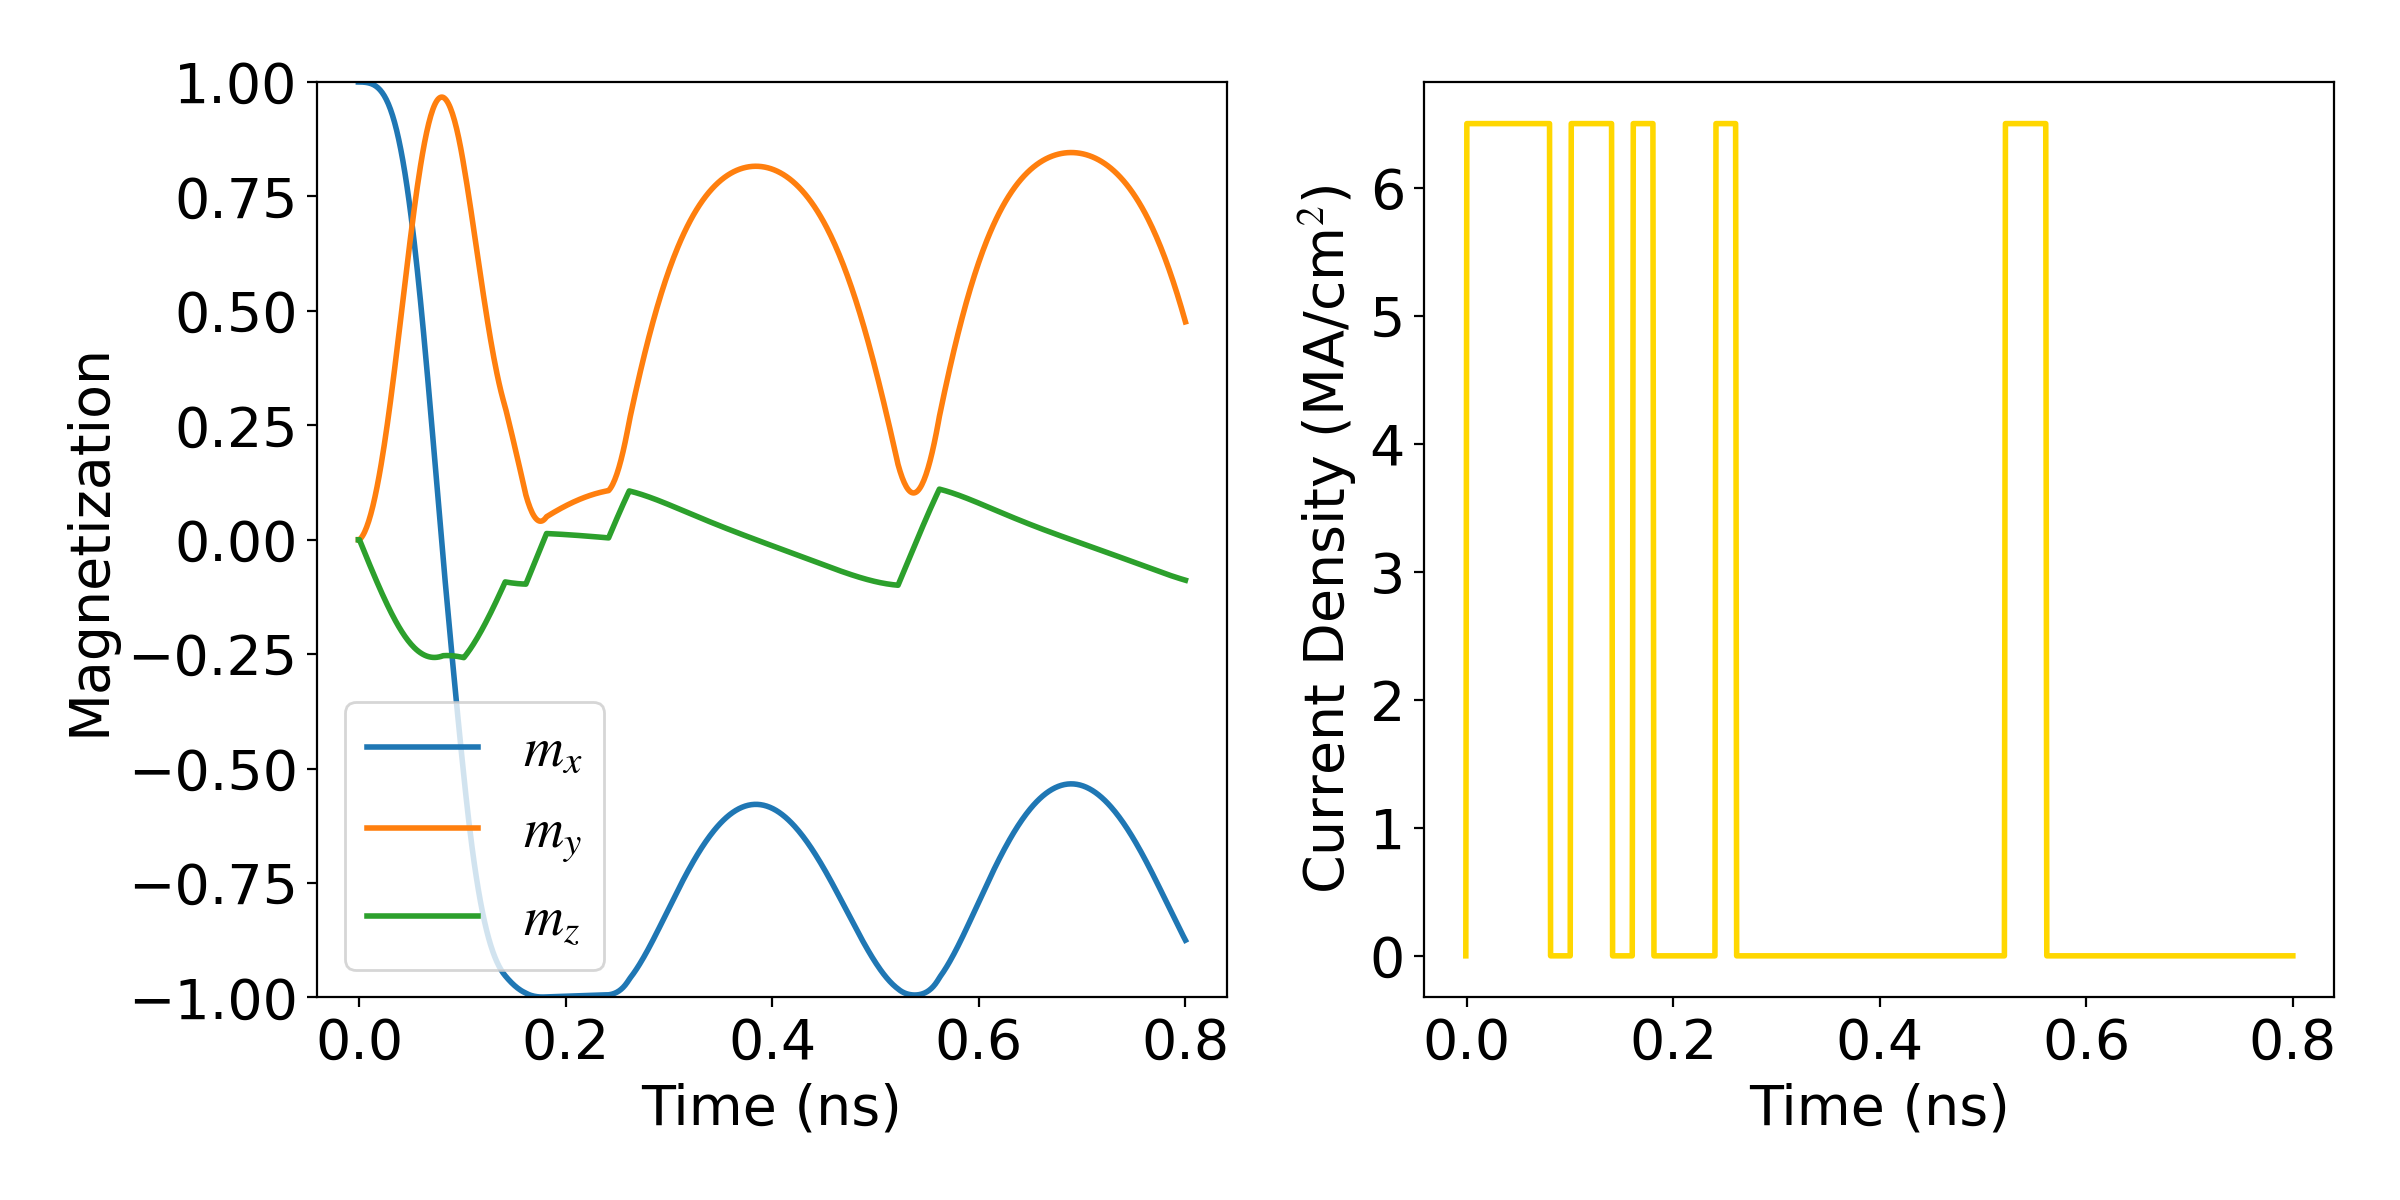 1.00
0.75
0.50
0.25
0.00
−0.25
−0.50
−0.75
−1.00
Magnetization
m_x
m_y
m_z
0.0 0.2 0.4 0.6 0.8
Time (ns)
6
5
4
3
2
1
0
Current Density (MA/cm²)
0.0 0.2 0.4 0.6 0.8
Time (ns)